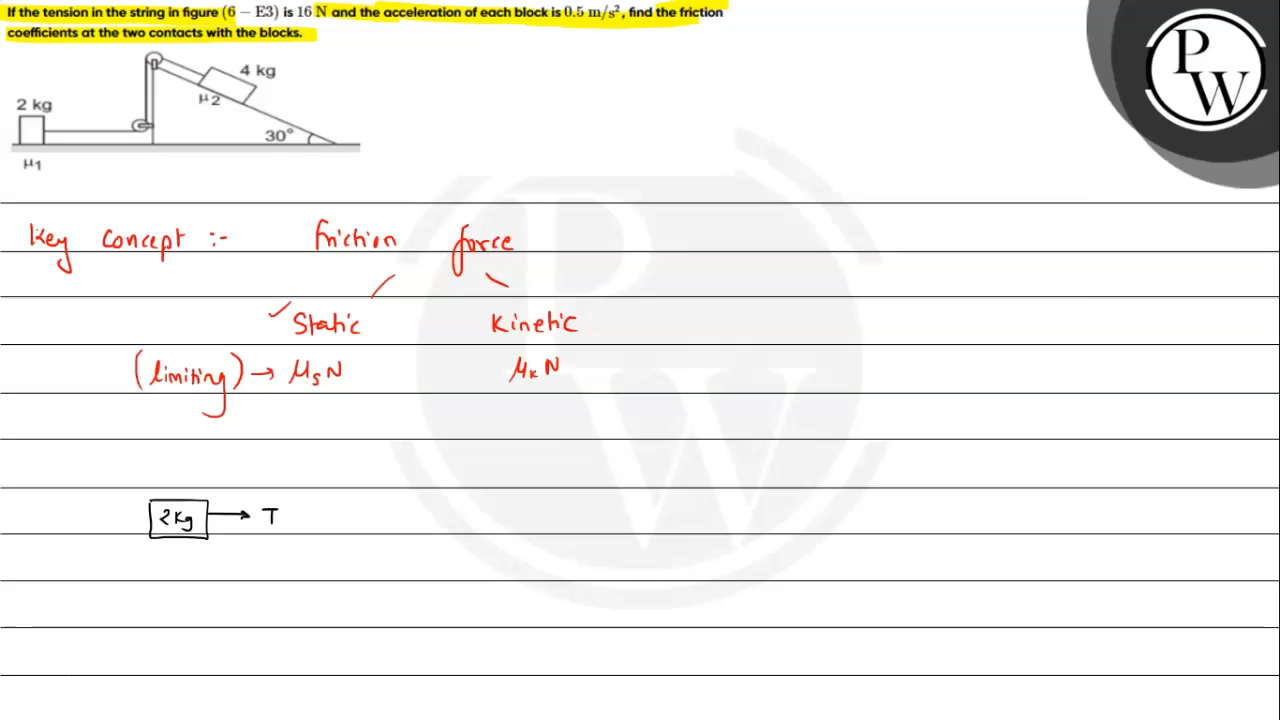 If the tension in the string in figure (6 − E3) is 16 N and the acceleration of each block is 0.5 m/s², find the friction
coefficients at the two contacts with the blocks.
4 kg
μ2
2 kg
30°
μ1
P
W
Key concept :- friction force
✓ Static Kinetic
(limiting) → μₛN μₖN
2kg → T